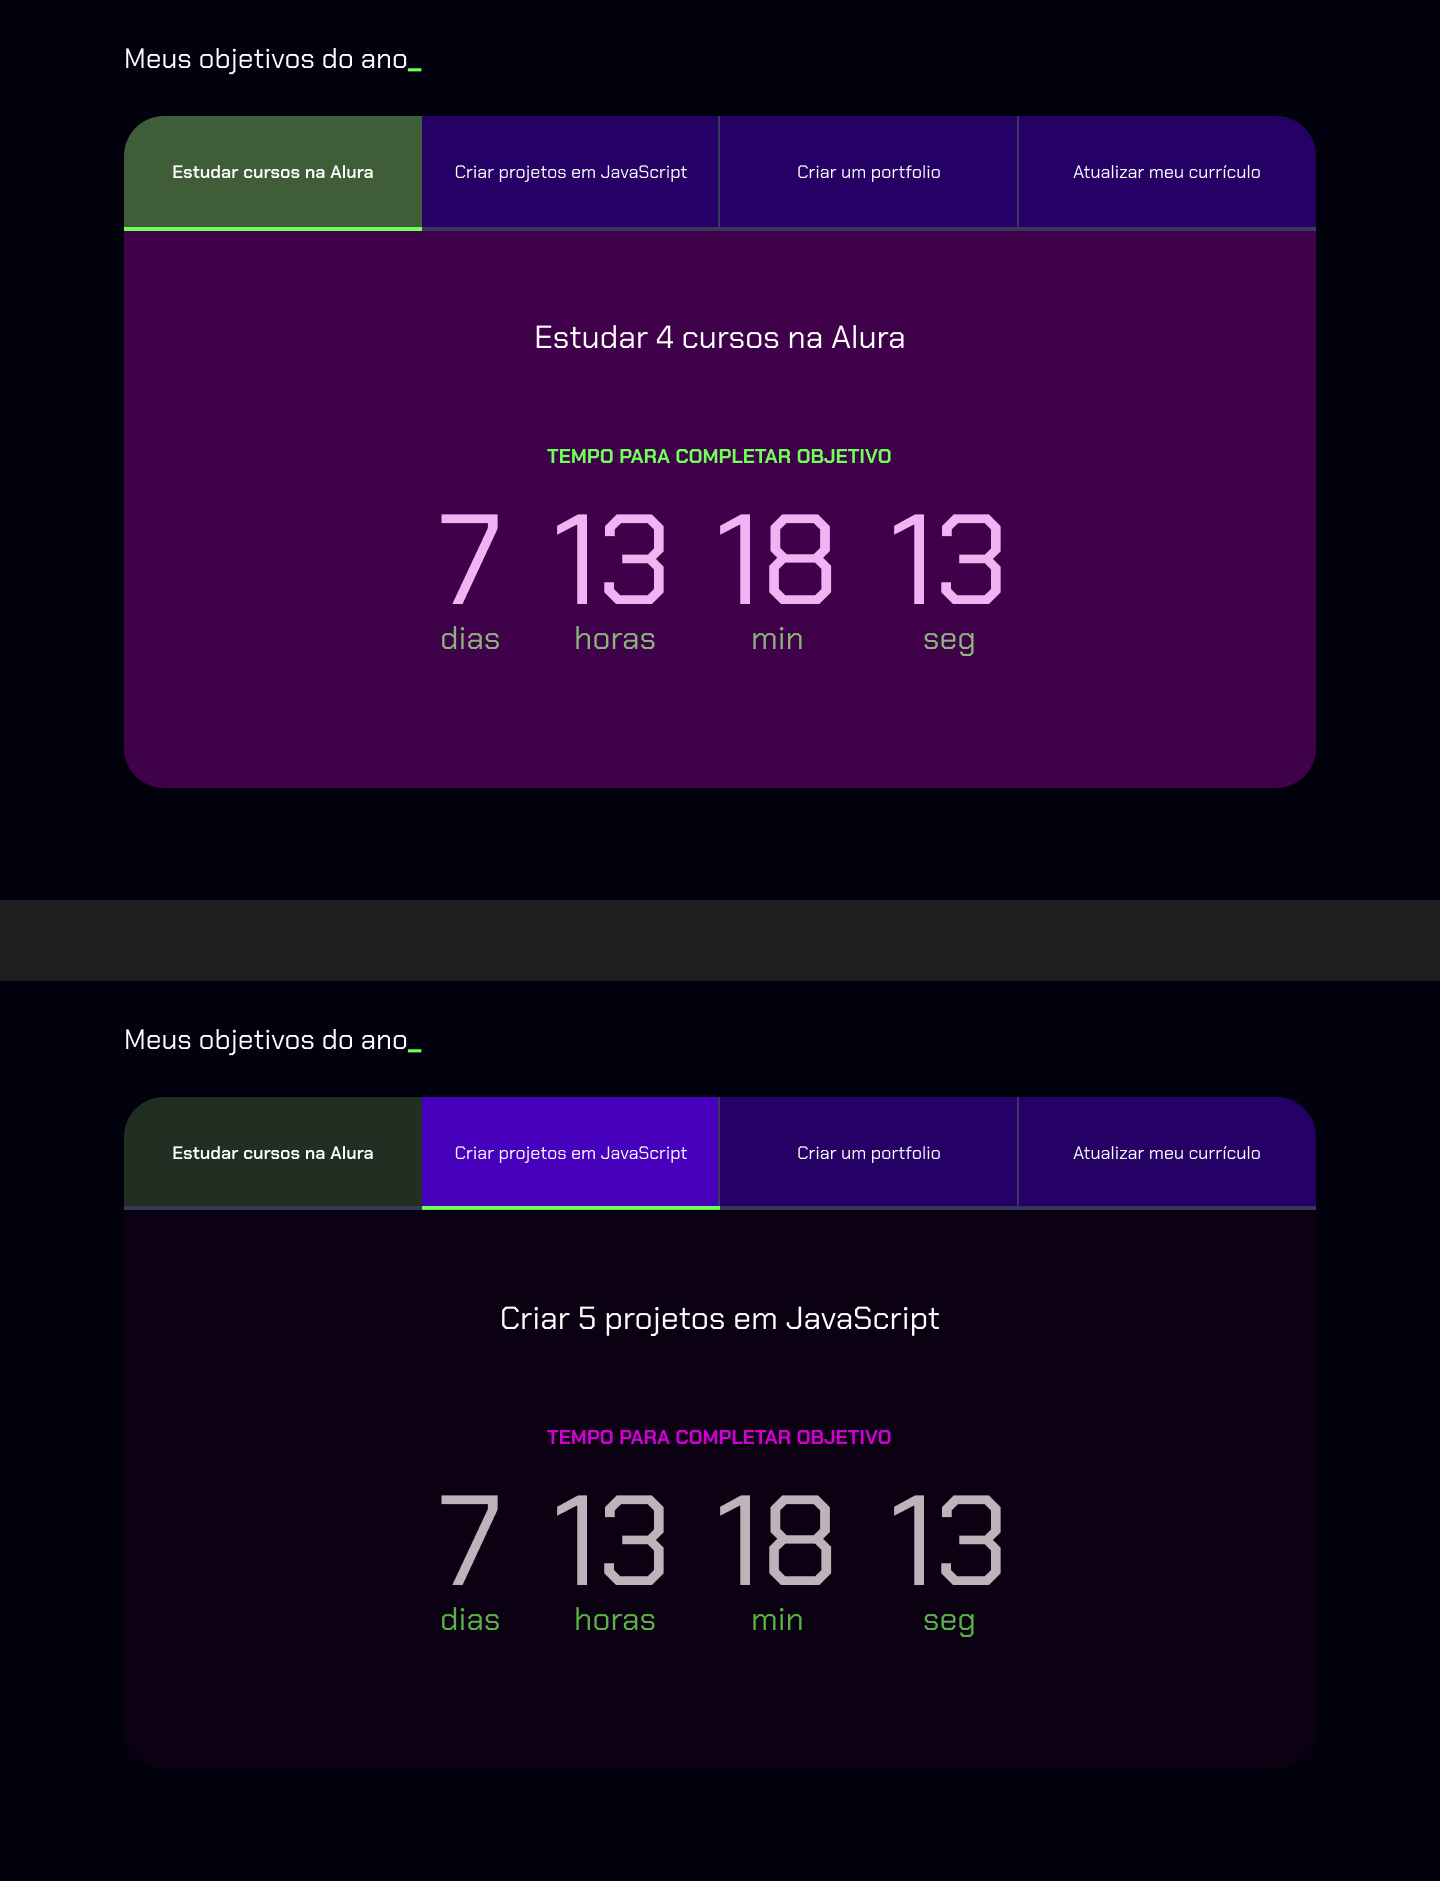 Meus objetivos do ano_
Estudar cursos na Alura
Criar projetos em JavaScript
Criar um portfolio
Atualizar meu currículo
Estudar 4 cursos na Alura
TEMPO PARA COMPLETAR OBJETIVO
7 13 18 13
dias horas min seg
Meus objetivos do ano_
Estudar cursos na Alura
Criar projetos em JavaScript
Criar um portfolio
Atualizar meu currículo
Criar 5 projetos em JavaScript
TEMPO PARA COMPLETAR OBJETIVO
7 13 18 13
dias horas min seg